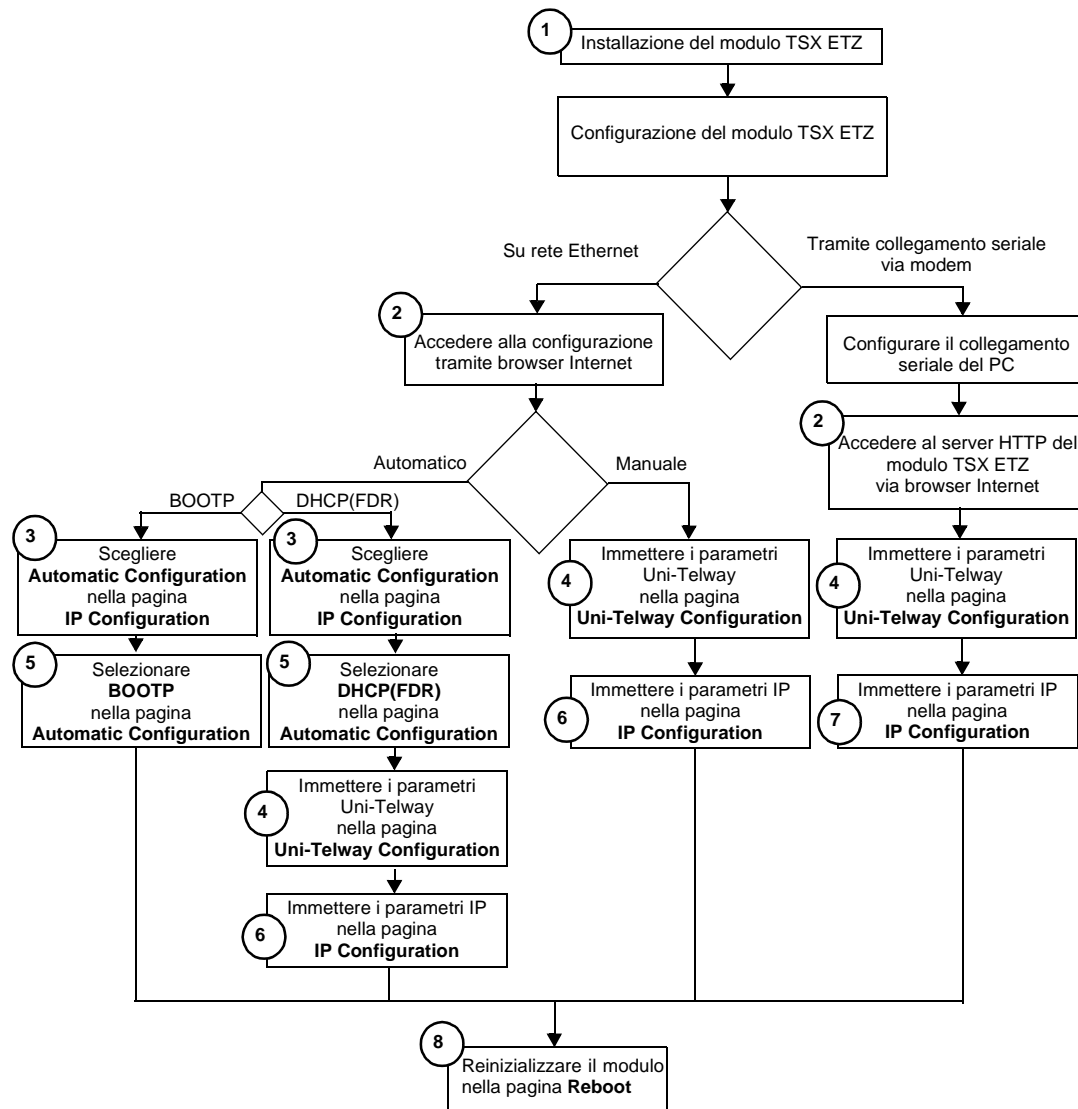 1
Installazione del modulo TSX ETZ
Configurazione del modulo TSX ETZ
Su rete Ethernet
Tramite collegamento seriale
via modem
2
Accedere alla configurazione
tramite browser Internet
Configurare il collegamento
seriale del PC
2
Accedere al server HTTP del
modulo TSX ETZ
via browser Internet
Automatico
Manuale
BOOTP
DHCP(FDR)
3
Scegliere
Automatic Configuration
nella pagina
IP Configuration
3
Scegliere
Automatic Configuration
nella pagina
IP Configuration
4
Immettere i parametri
Uni-Telway
nella pagina
Uni-Telway Configuration
4
Immettere i parametri
Uni-Telway
nella pagina
Uni-Telway Configuration
5
Selezionare
BOOTP
nella pagina
Automatic Configuration
5
Selezionare
DHCP(FDR)
nella pagina
Automatic Configuration
6
Immettere i parametri IP
nella pagina
IP Configuration
7
Immettere i parametri IP
nella pagina
IP Configuration
4
Immettere i parametri
Uni-Telway
nella pagina
Uni-Telway Configuration
6
Immettere i parametri IP
nella pagina
IP Configuration
8
Reinizializzare il modulo
nella pagina Reboot